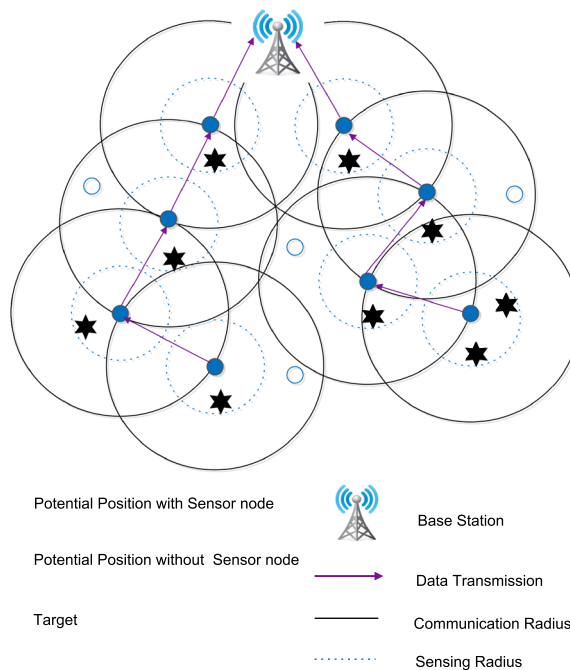 Potential Position with Sensor node
Base Station
Potential Position without Sensor node
Data Transmission
Target
Communication Radius
Sensing Radius